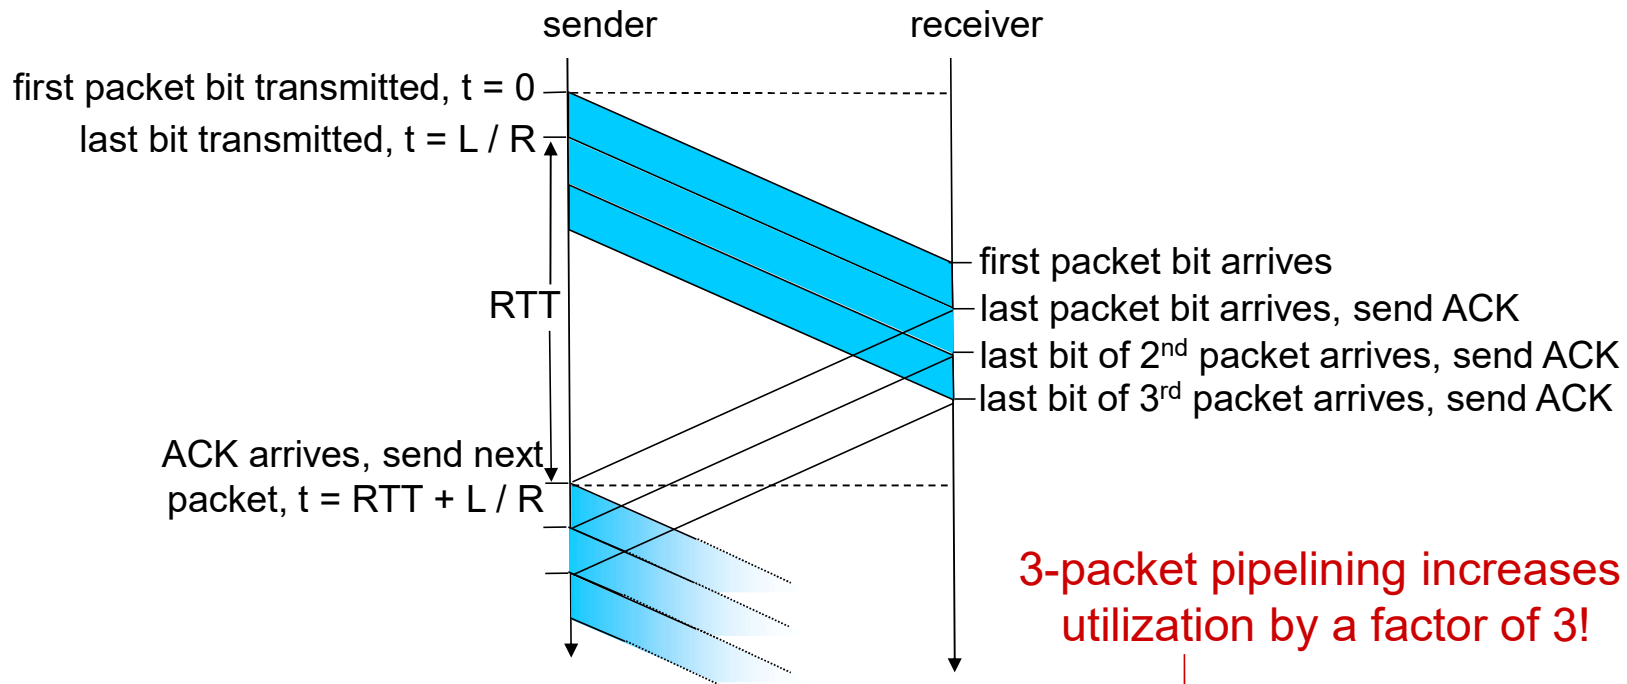 sender
receiver
first packet bit transmitted, t = 0
last bit transmitted, t = L / R
first packet bit arrives
RTT
last packet bit arrives, send ACK
last bit of 2nd packet arrives, send ACK
last bit of 3rd packet arrives, send ACK
ACK arrives, send next
packet, t = RTT + L / R
3-packet pipelining increases
utilization by a factor of 3!